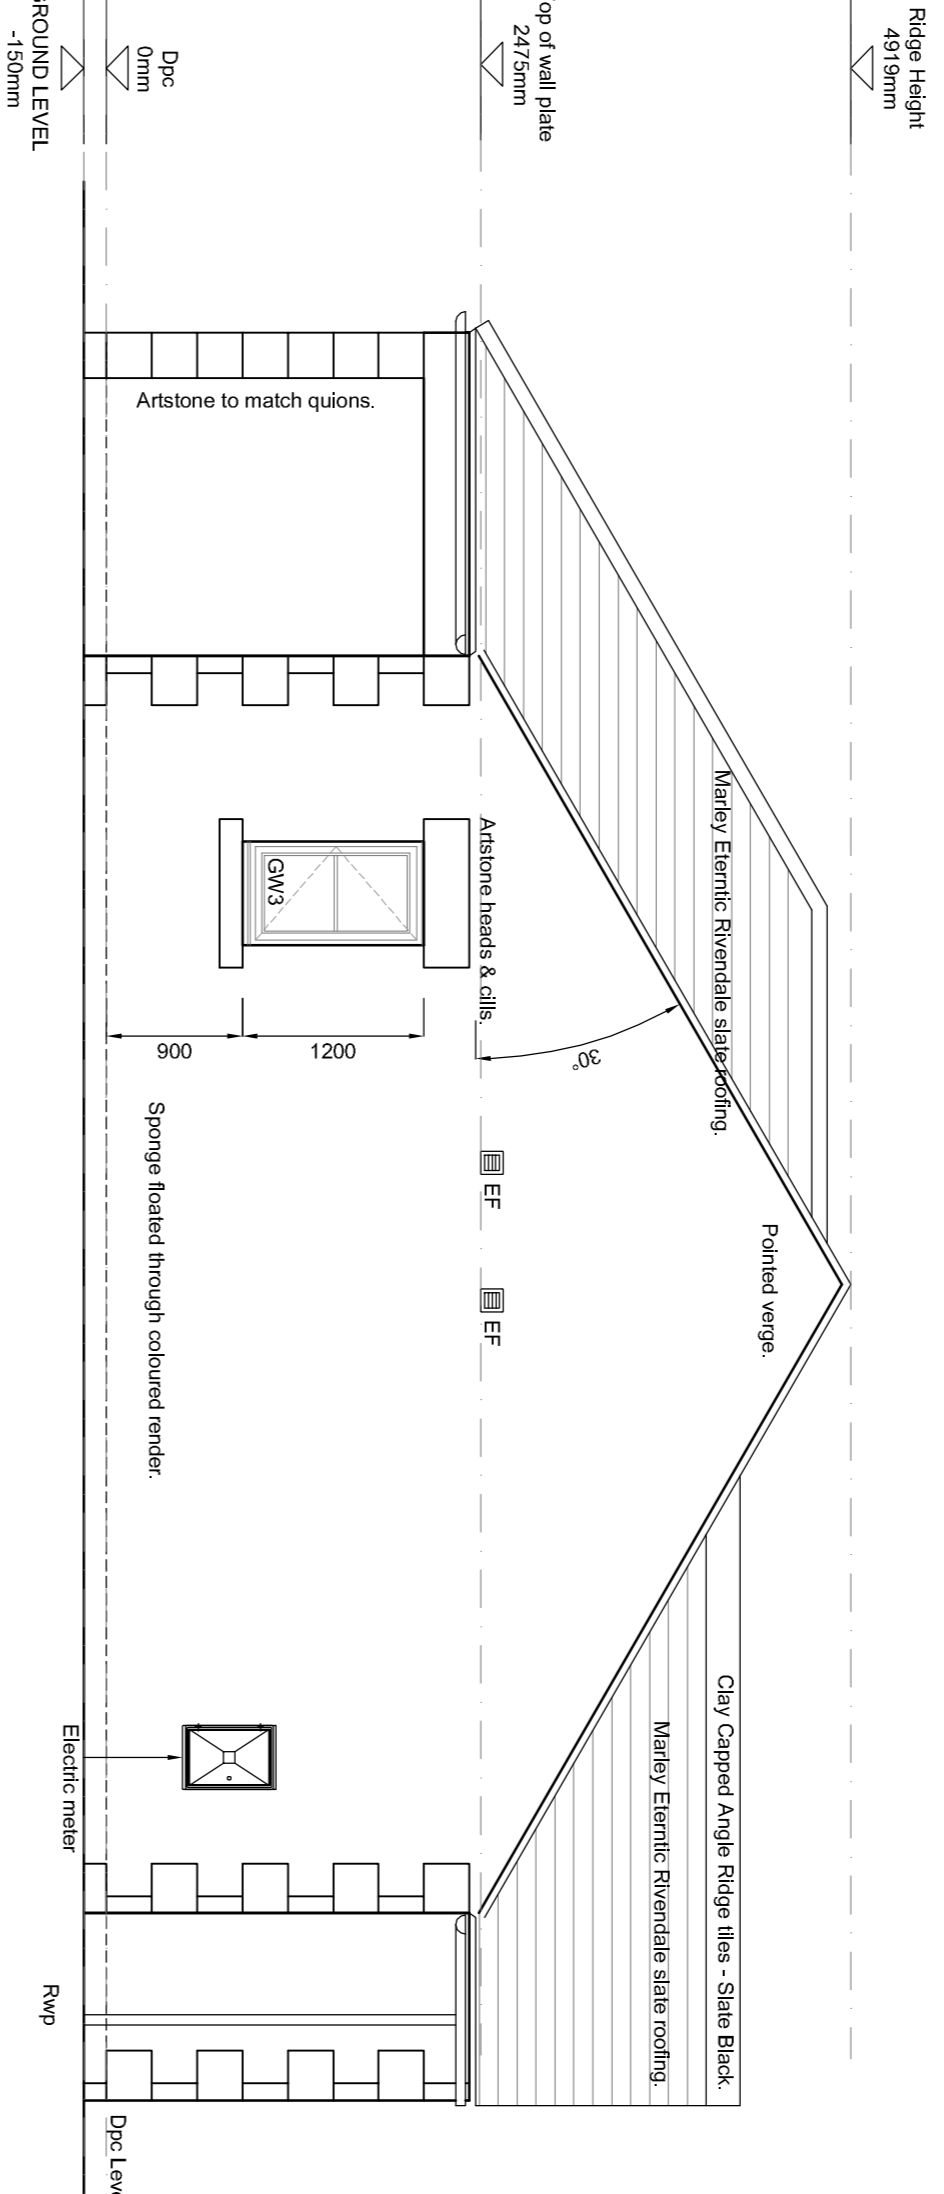 Ridge Height
4919mm
Top of wall plate
2475mm
Dpc
0mm
GROUND LEVEL
-150mm
Artstone to match quions.
Marley Eterntic Rivendale slate roofing.
Artstone heads & cills.
GW3
900
1200
30°
EF
EF
Pointed verge.
Sponge floated through coloured render.
Clay Capped Angle Ridge tiles - Slate Black.
Marley Eterntic Rivendale slate roofing.
Electric meter
Rwp
Dpc Leve